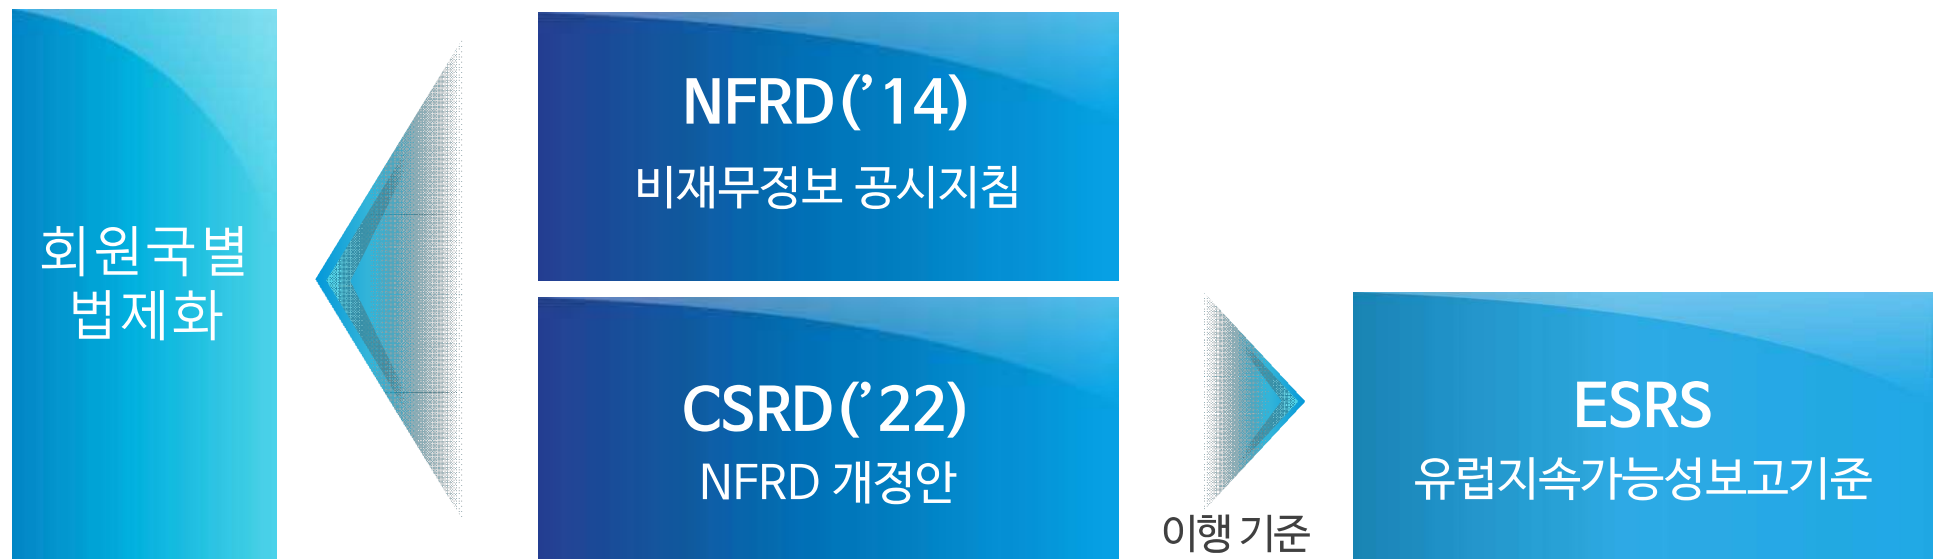 회원국별
법제화
NFRD(’14)
비재무정보 공시지침
CSRD(’22)
NFRD 개정안
이행 기준
ESRS
유럽지속가능성보고기준